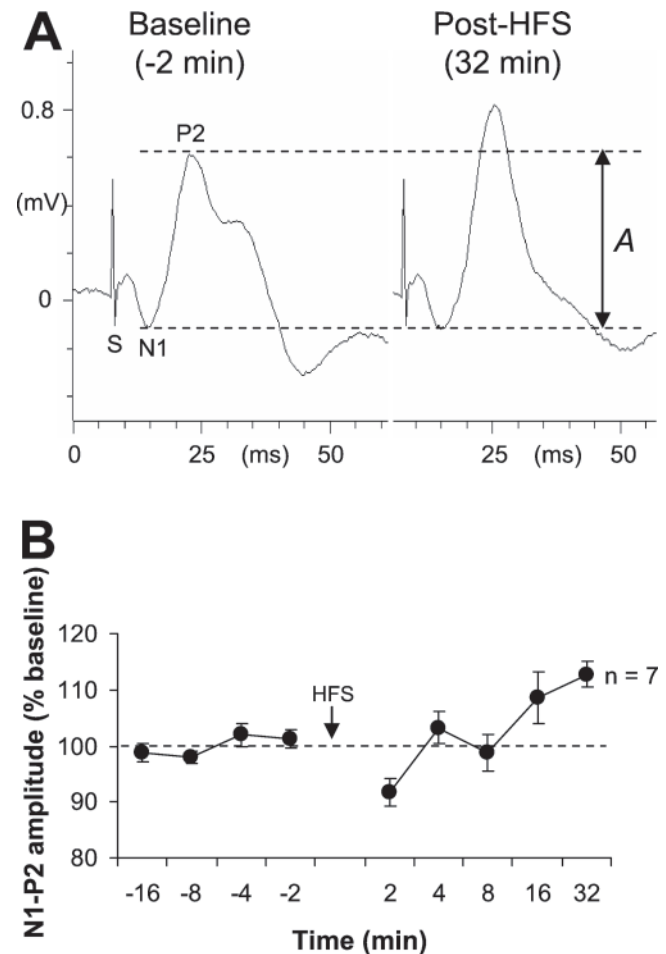 A
Baseline
(-2 min)
Post-HFS
(32 min)
0.8
(mV)
0
P2
S
N1
A
0
25
(ms)
50
25
(ms)
50
B
N1-P2 amplitude (% baseline)
120
110
100
90
80
HFS
n = 7
-16 -8 -4 -2 2 4 8 16 32
Time (min)